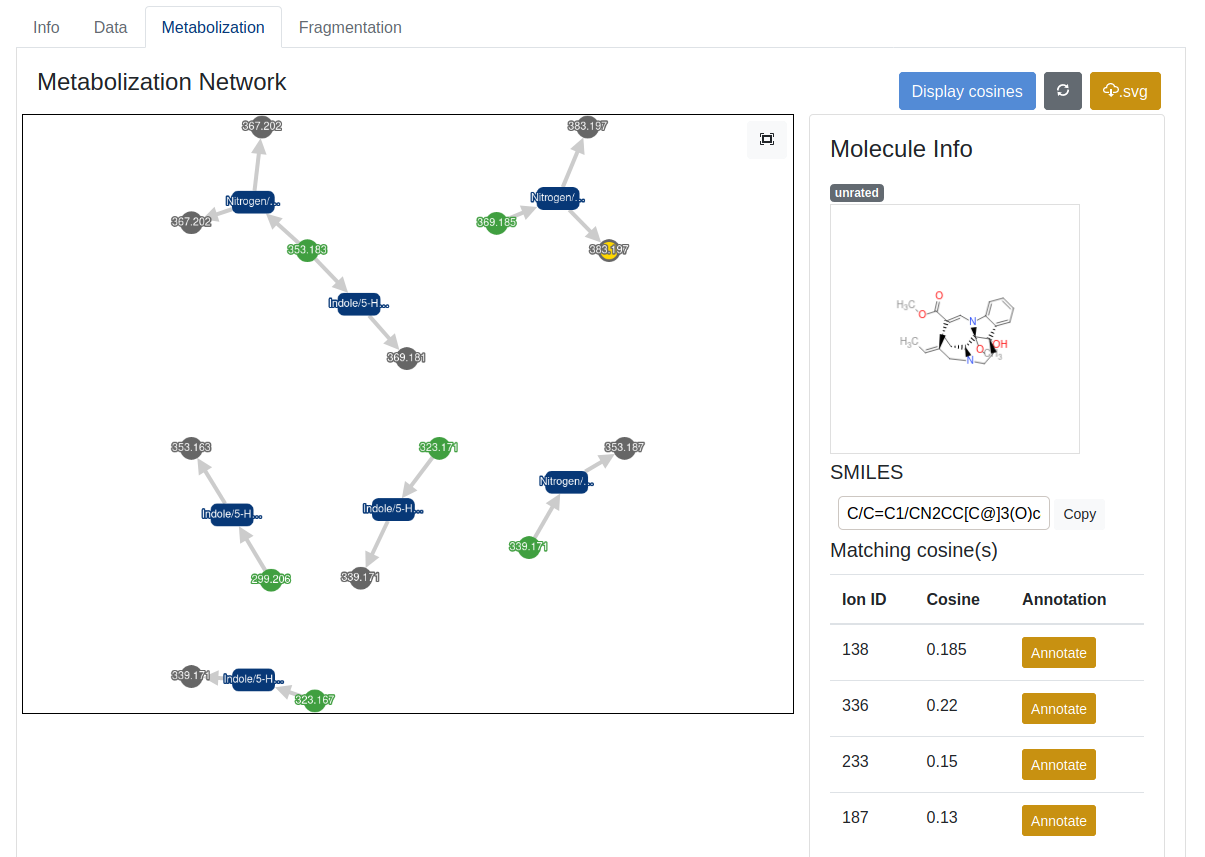 Info Data Metabolization Fragmentation
Metabolization Network
Display cosines .svg
367.202
Nitrogen/...
367.202
353.183
Indole/5-H...
369.181
383.197
Nitrogen/...
369.185
383.197
353.163
Indole/5-H...
299.206
323.171
Indole/5-H...
339.171
353.187
Nitrogen/...
339.171
339.171
Indole/5-H...
323.167
Molecule Info
unrated
H₃C
O
O
N
H₃C
O
OH
CH₃
N
SMILES
C/C=C1/CN2CC[C@]3(O)c
Copy
Matching cosine(s)
Ion ID Cosine Annotation
138 0.185 Annotate
336 0.22 Annotate
233 0.15 Annotate
187 0.13 Annotate